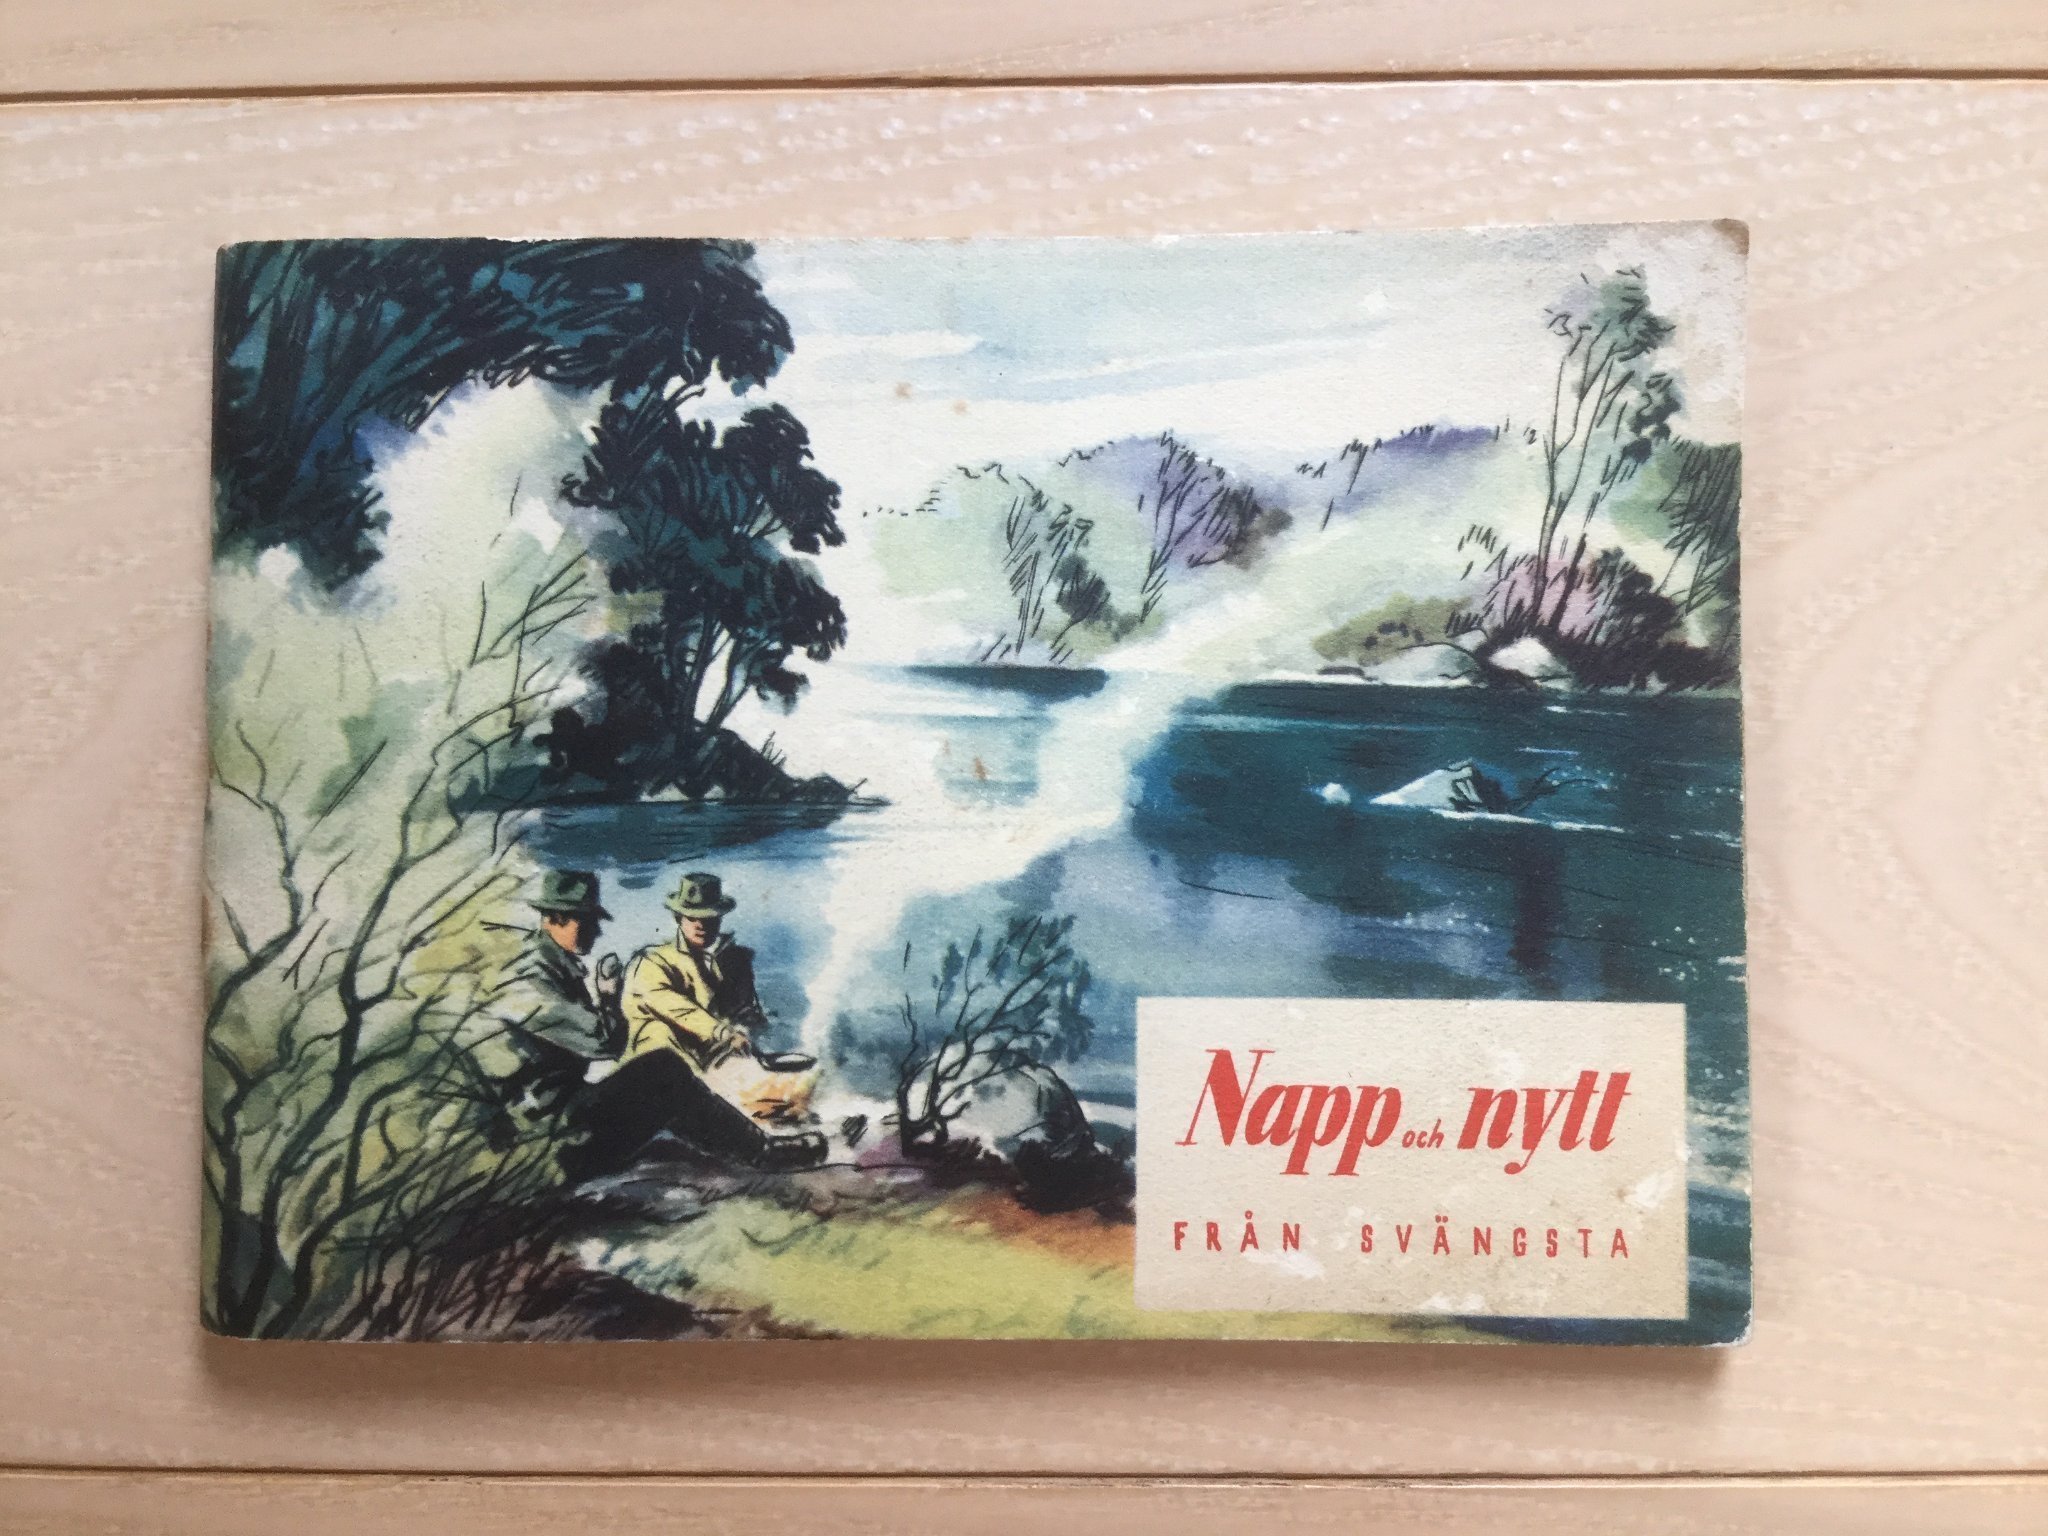 Napp och nytt
FRÅN SVÄNGSTA